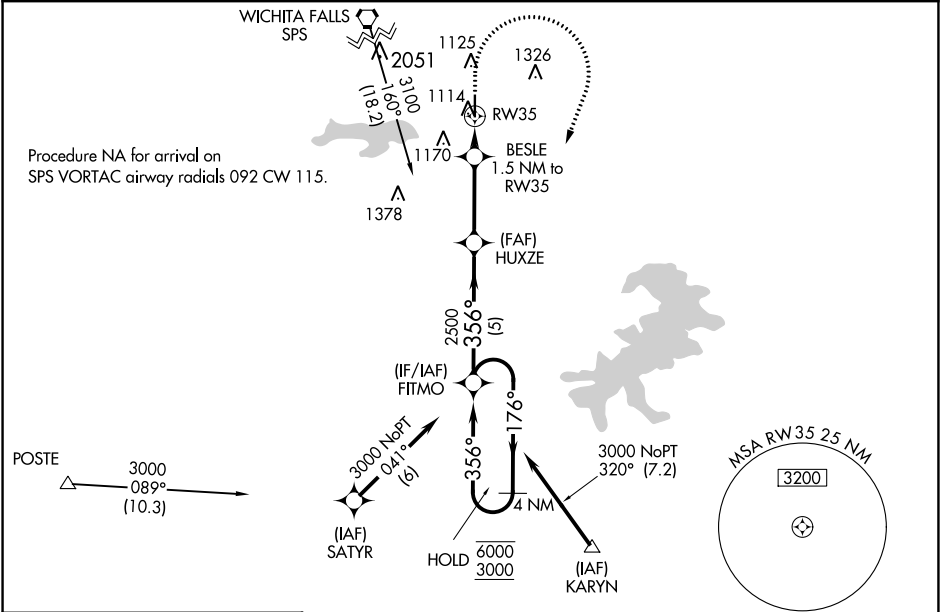 WICHITA FALLS
SPS
2051
3100
160°
(18.2)
1125
1326
1114
RW35
Procedure NA for arrival on
SPS VORTAC airway radials 092 CW 115.
1170
BESLE
1.5 NM to
RW35
1378
(FAF)
HUXZE
2500
356°
(5)
(IF/IAF)
FITMO
3000 NoPT
041°
(6)
356°
176°
3000 NoPT
320° (7.2)
POSTE
3000
089°
(10.3)
(IAF)
SATYR
4 NM
HOLD
6000
3000
(IAF)
KARYN
MSA RW35 25 NM
3200